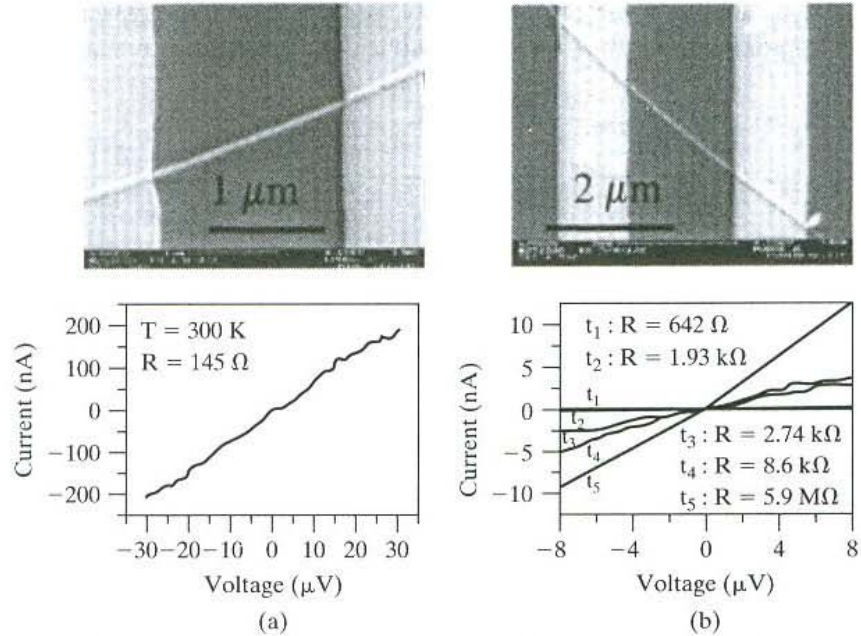 1 μm
2 μm
T = 300 K
R = 145 Ω
200
100
0
−100
−200
Current (nA)
−30 −20 −10 0 10 20 30
Voltage (μV)
(a)
t₁ : R = 642 Ω
t₂ : R = 1.93 kΩ
10
5
0
−5
−10
Current (nA)
t₁
t₂
t₃
t₄
t₅
t₃ : R = 2.74 kΩ
t₄ : R = 8.6 kΩ
t₅ : R = 5.9 MΩ
−8 −4 0 4 8
Voltage (μV)
(b)